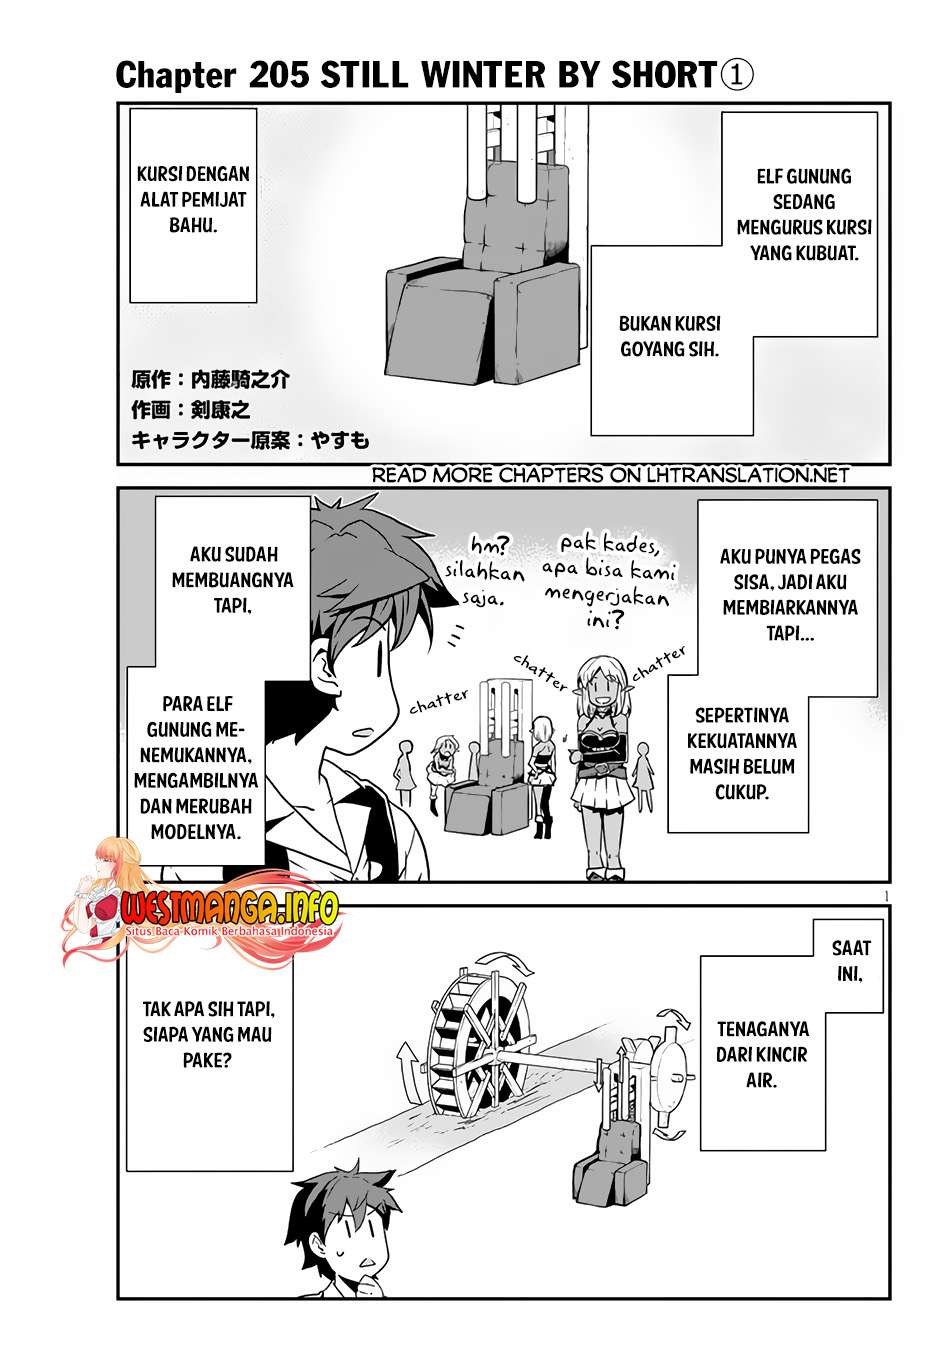 Chapter 205 STILL WINTER BY SHORT①
ELF GUNUNG
SEDANG
MENGURUS KURSI
YANG KUBUAT.
BUKAN KURSI
GOYANG SIH.
KURSI DENGAN
ALAT PEMIJAT
BAHU.
原作：内藤騎之介
作画：剣康之
キャラクター原案：やすも
READ MORE CHAPTERS ON LHTRANSLATION.NET
AKU PUNYA PEGAS
SISA, JADI AKU
MEMBIARKANNYA
TAPI...
SEPERTINYA
KEKUATANNYA
MASIH BELUM
CUKUP.
pak kades,
apa bisa kami
mengerjakan
ini?
hm?
silahkan
saja.
chatter
chatter
chatter
AKU SUDAH
MEMBUANGNYA
TAPI,
PARA ELF
GUNUNG ME-
NEMUKANNYA,
MENGAMBILNYA
DAN MERUBAH
MODELNYA.
1
WESTMANGA.INFO
Situs Baca Komik Berbahasa Indonesia
SAAT
INI,
TENAGANYA
DARI KINCIR
AIR.
TAK APA SIH TAPI,
SIAPA YANG MAU
PAKE?